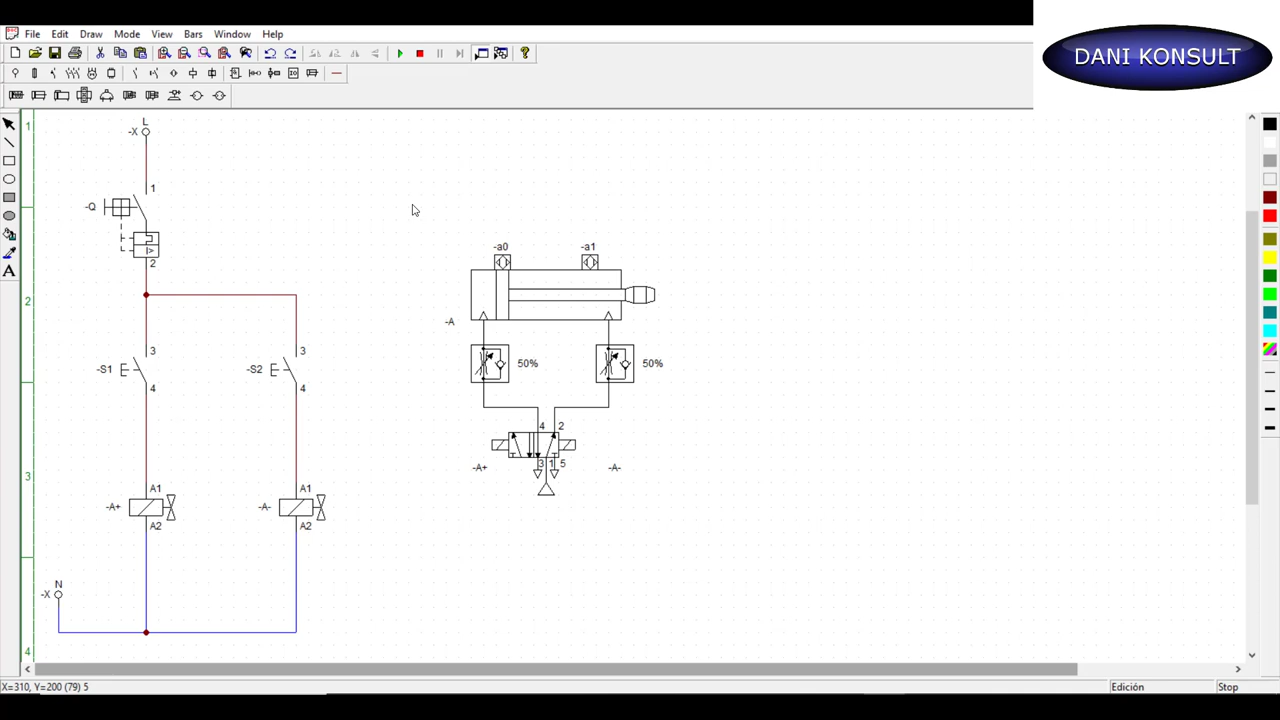 DANI KONSULT
File Edit Draw Mode View Bars Window Help
1
L
-X
1
-Q
2
-a0
-a1
2
-A
3
3
-S1
-S2
50%
50%
4
4
4 2
3 1 5
-A+
-A-
3
A1
A1
-A+
-A-
A2
A2
N
-X
4
X=310, Y=200 (79) 5
Edición
Stop